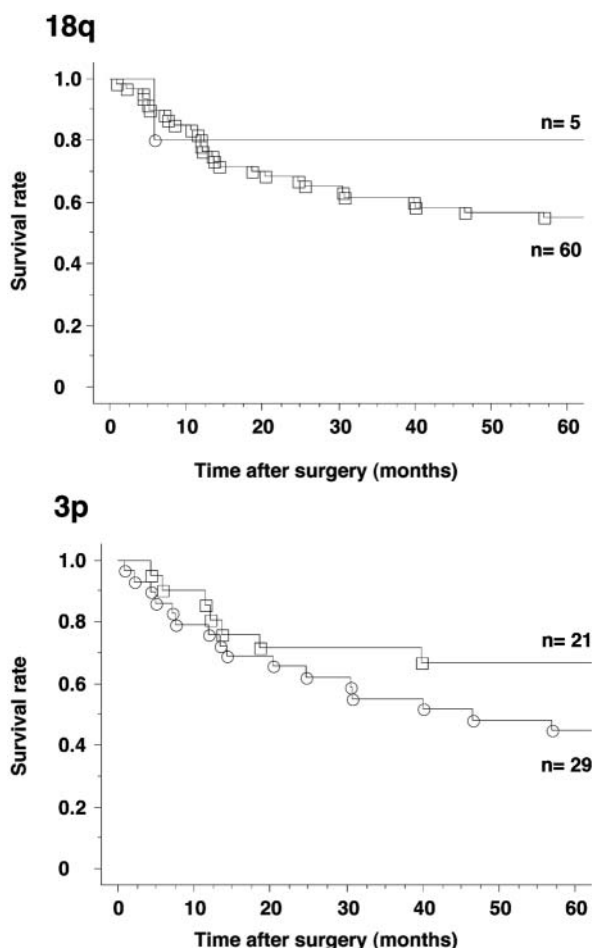 18q
Survival rate
1.0
0.8
0.6
0.4
0.2
0
n= 5
n= 60
0 10 20 30 40 50 60
Time after surgery (months)
3p
Survival rate
1.0
0.8
0.6
0.4
0.2
0
n= 21
n= 29
0 10 20 30 40 50 60
Time after surgery (months)